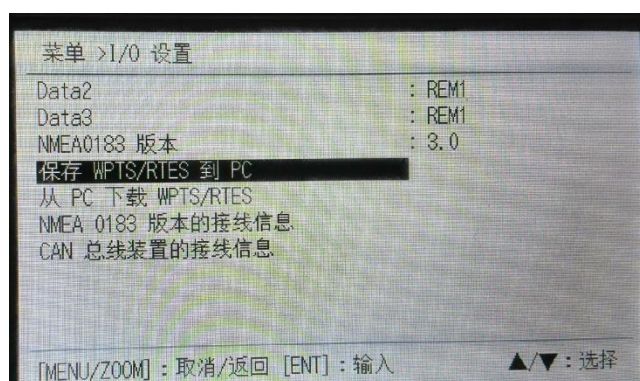 菜单 >I/O 设置
Data2 : REM1
Data3 : REM1
NMEA0183 版本 : 3.0
保存 WPTS/RTES 到 PC
从 PC 下载 WPTS/RTES
NMEA 0183 版本的接线信息
CAN 总线装置的接线信息
[MENU/ZOOM]:取消/返回 [ENT]:输入 ▲/▼:选择